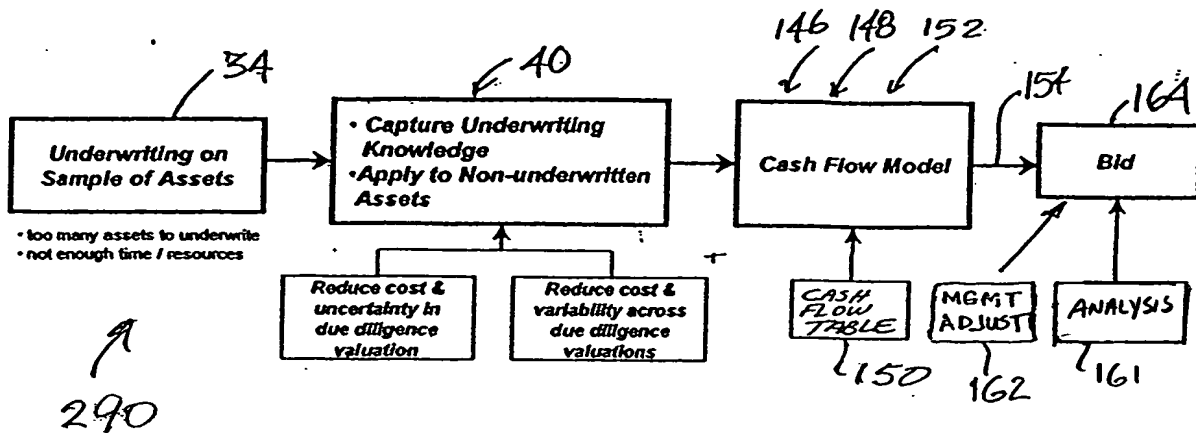 146 148 152
34
40
154
164
Underwriting on
Sample of Assets
• Capture Underwriting
Knowledge
• Apply to Non-underwritten
Assets
Cash Flow Model
Bid
• too many assets to underwrite
• not enough time / resources
Reduce cost &
uncertainty in
due diligence
valuation
Reduce cost &
variability across
due diligence
valuations
CASH
FLOW
TABLE
MGMT
ADJUST
ANALYSIS
150
162
161
290